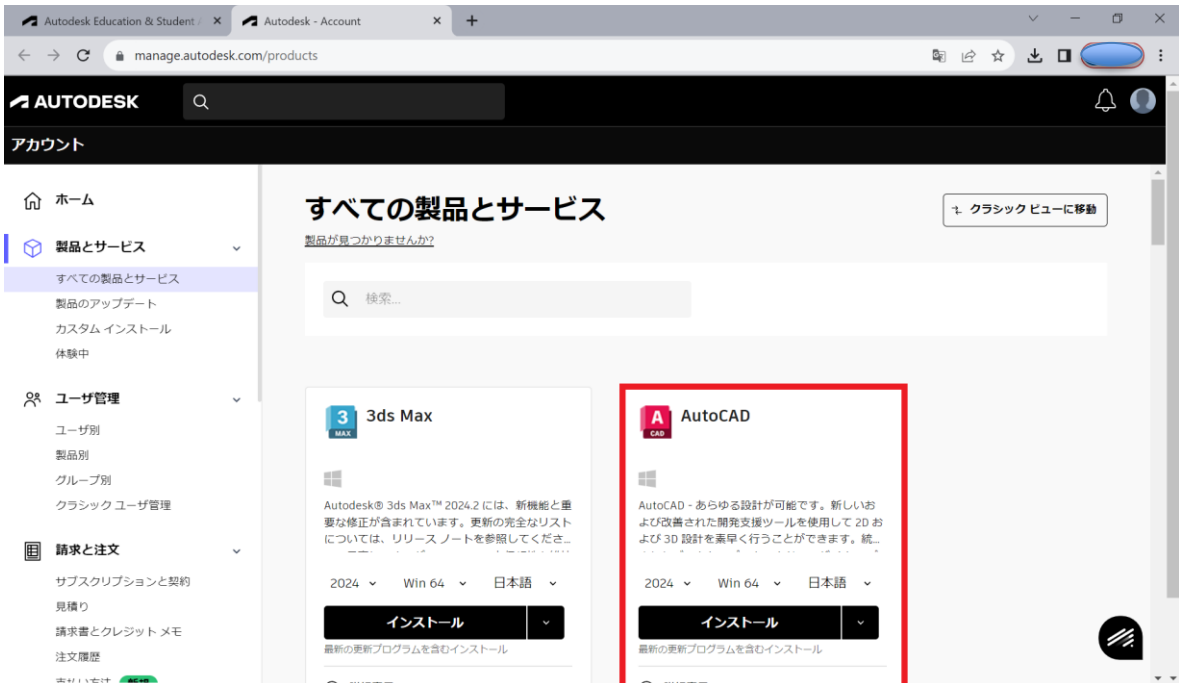 Autodesk Education & Student A
Autodesk - Account
manage.autodesk.com/products
AUTODESK
アカウント
ホーム
製品とサービス
すべての製品とサービス
製品のアップデート
カスタム インストール
体験中
ユーザ管理
ユーザ別
製品別
グループ別
クラシック ユーザ管理
請求と注文
サブスクリプションと契約
見積り
請求書とクレジット メモ
注文履歴
すべての製品とサービス
クラシック ビューに移動
製品が見つかりませんか?
検索...
3
MAX
3ds Max
Autodesk® 3ds Max™ 2024.2 には、新機能と重
要な修正が含まれています。更新の完全なリスト
については、リリース ノートを参照してくださ...
2024 Win 64 日本語
インストール
最新の更新プログラムを含むインストール
A
CAD
AutoCAD
AutoCAD - あらゆる設計が可能です。新しいお
よび改善された開発支援ツールを使用して 2D お
よび 3D 設計を素早く行うことができます。続...
2024 Win 64 日本語
インストール
最新の更新プログラムを含むインストール